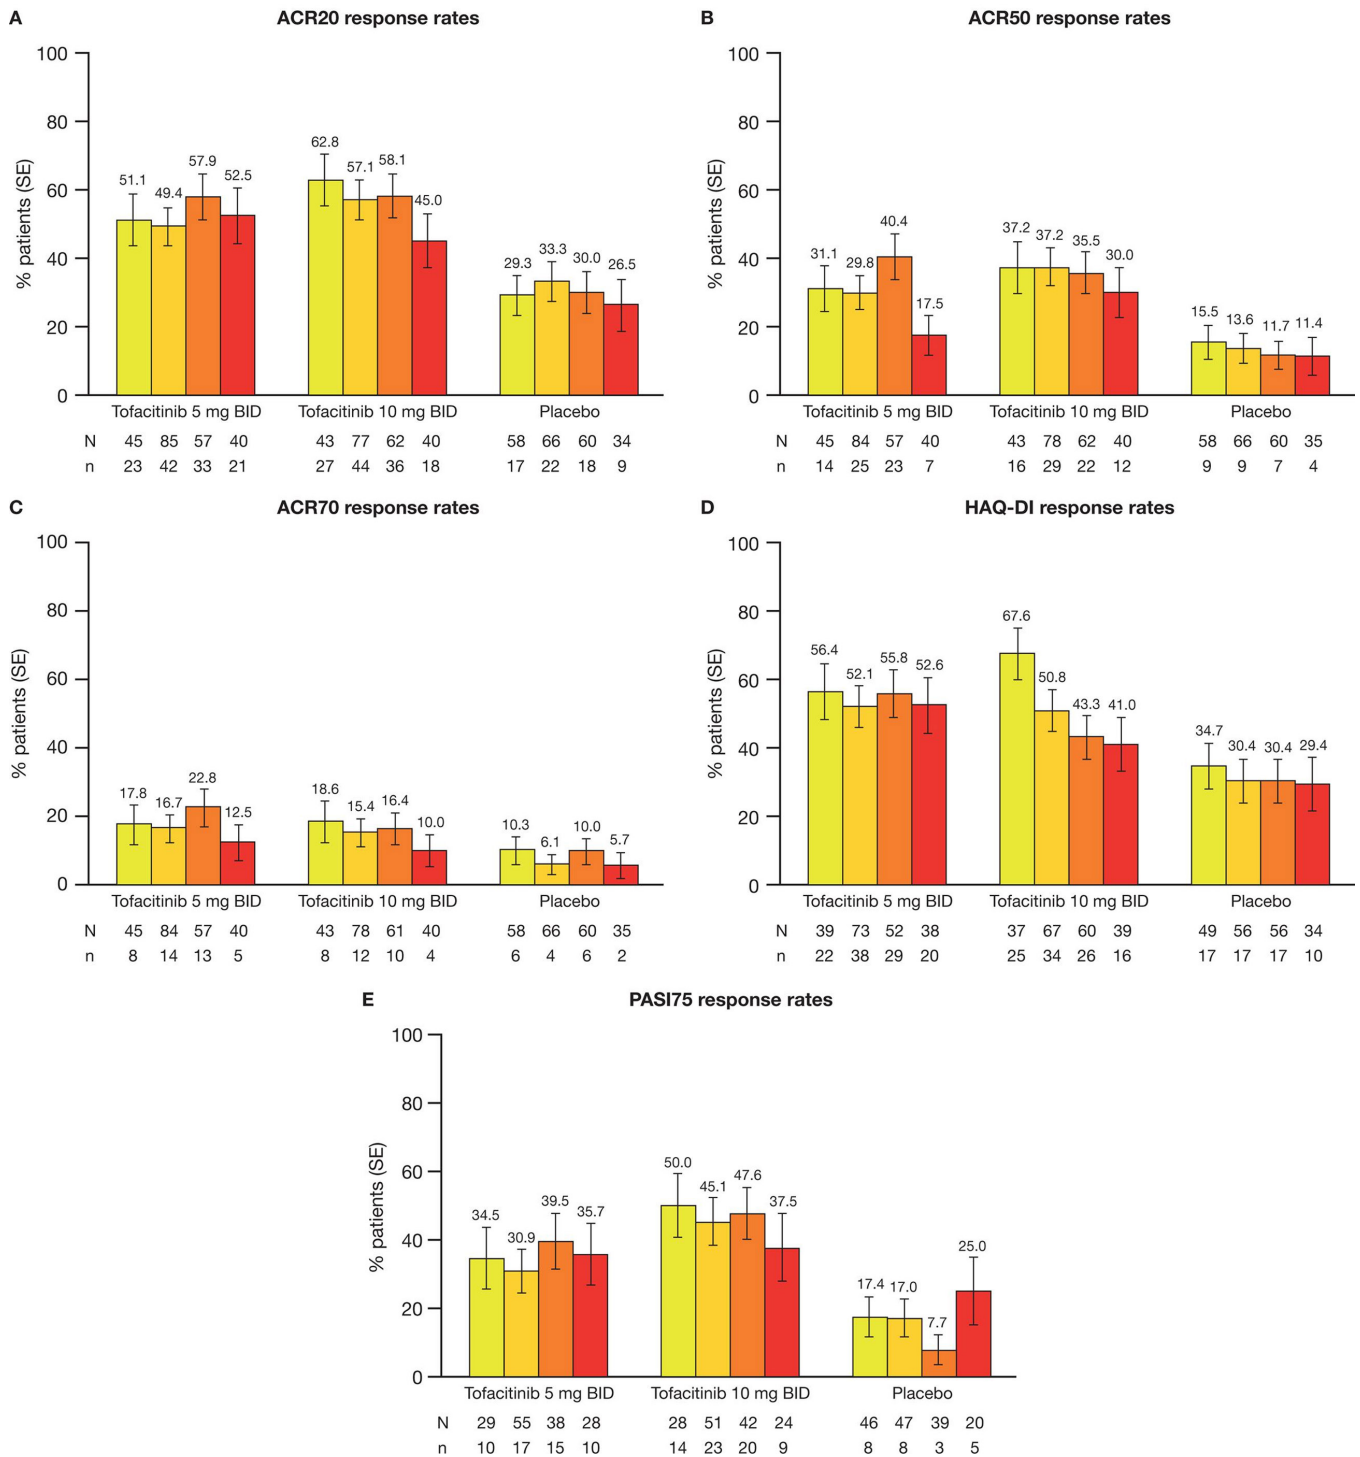 A ACR20 response rates
% patients (SE)
100
80
60
40
20
0
51.1 49.4 57.9 52.5 62.8 57.1 58.1 45.0 29.3 33.3 30.0 26.5
Tofacitinib 5 mg BID Tofacitinib 10 mg BID Placebo
N 45 85 57 40 43 77 62 40 58 66 60 34
n 23 42 33 21 27 44 36 18 17 22 18 9
B ACR50 response rates
% patients (SE)
100
80
60
40
20
0
31.1 29.8 40.4 17.5 37.2 37.2 35.5 30.0 15.5 13.6 11.7 11.4
Tofacitinib 5 mg BID Tofacitinib 10 mg BID Placebo
N 45 84 57 40 43 78 62 40 58 66 60 35
n 14 25 23 7 16 29 22 12 9 9 7 4
C ACR70 response rates
% patients (SE)
100
80
60
40
20
0
17.8 16.7 22.8 12.5 18.6 15.4 16.4 10.0 10.3 6.1 10.0 5.7
Tofacitinib 5 mg BID Tofacitinib 10 mg BID Placebo
N 45 84 57 40 43 78 61 40 58 66 60 35
n 8 14 13 5 8 12 10 4 6 4 6 2
D HAQ-DI response rates
% patients (SE)
100
80
60
40
20
0
56.4 52.1 55.8 52.6 67.6 50.8 43.3 41.0 34.7 30.4 30.4 29.4
Tofacitinib 5 mg BID Tofacitinib 10 mg BID Placebo
N 39 73 52 38 37 67 60 39 49 56 56 34
n 22 38 29 20 25 34 26 16 17 17 17 10
E PASI75 response rates
% patients (SE)
100
80
60
40
20
0
34.5 30.9 39.5 35.7 50.0 45.1 47.6 37.5 17.4 17.0 7.7 25.0
Tofacitinib 5 mg BID Tofacitinib 10 mg BID Placebo
N 29 55 38 28 28 51 42 24 46 47 39 20
n 10 17 15 10 14 23 20 9 8 8 3 5